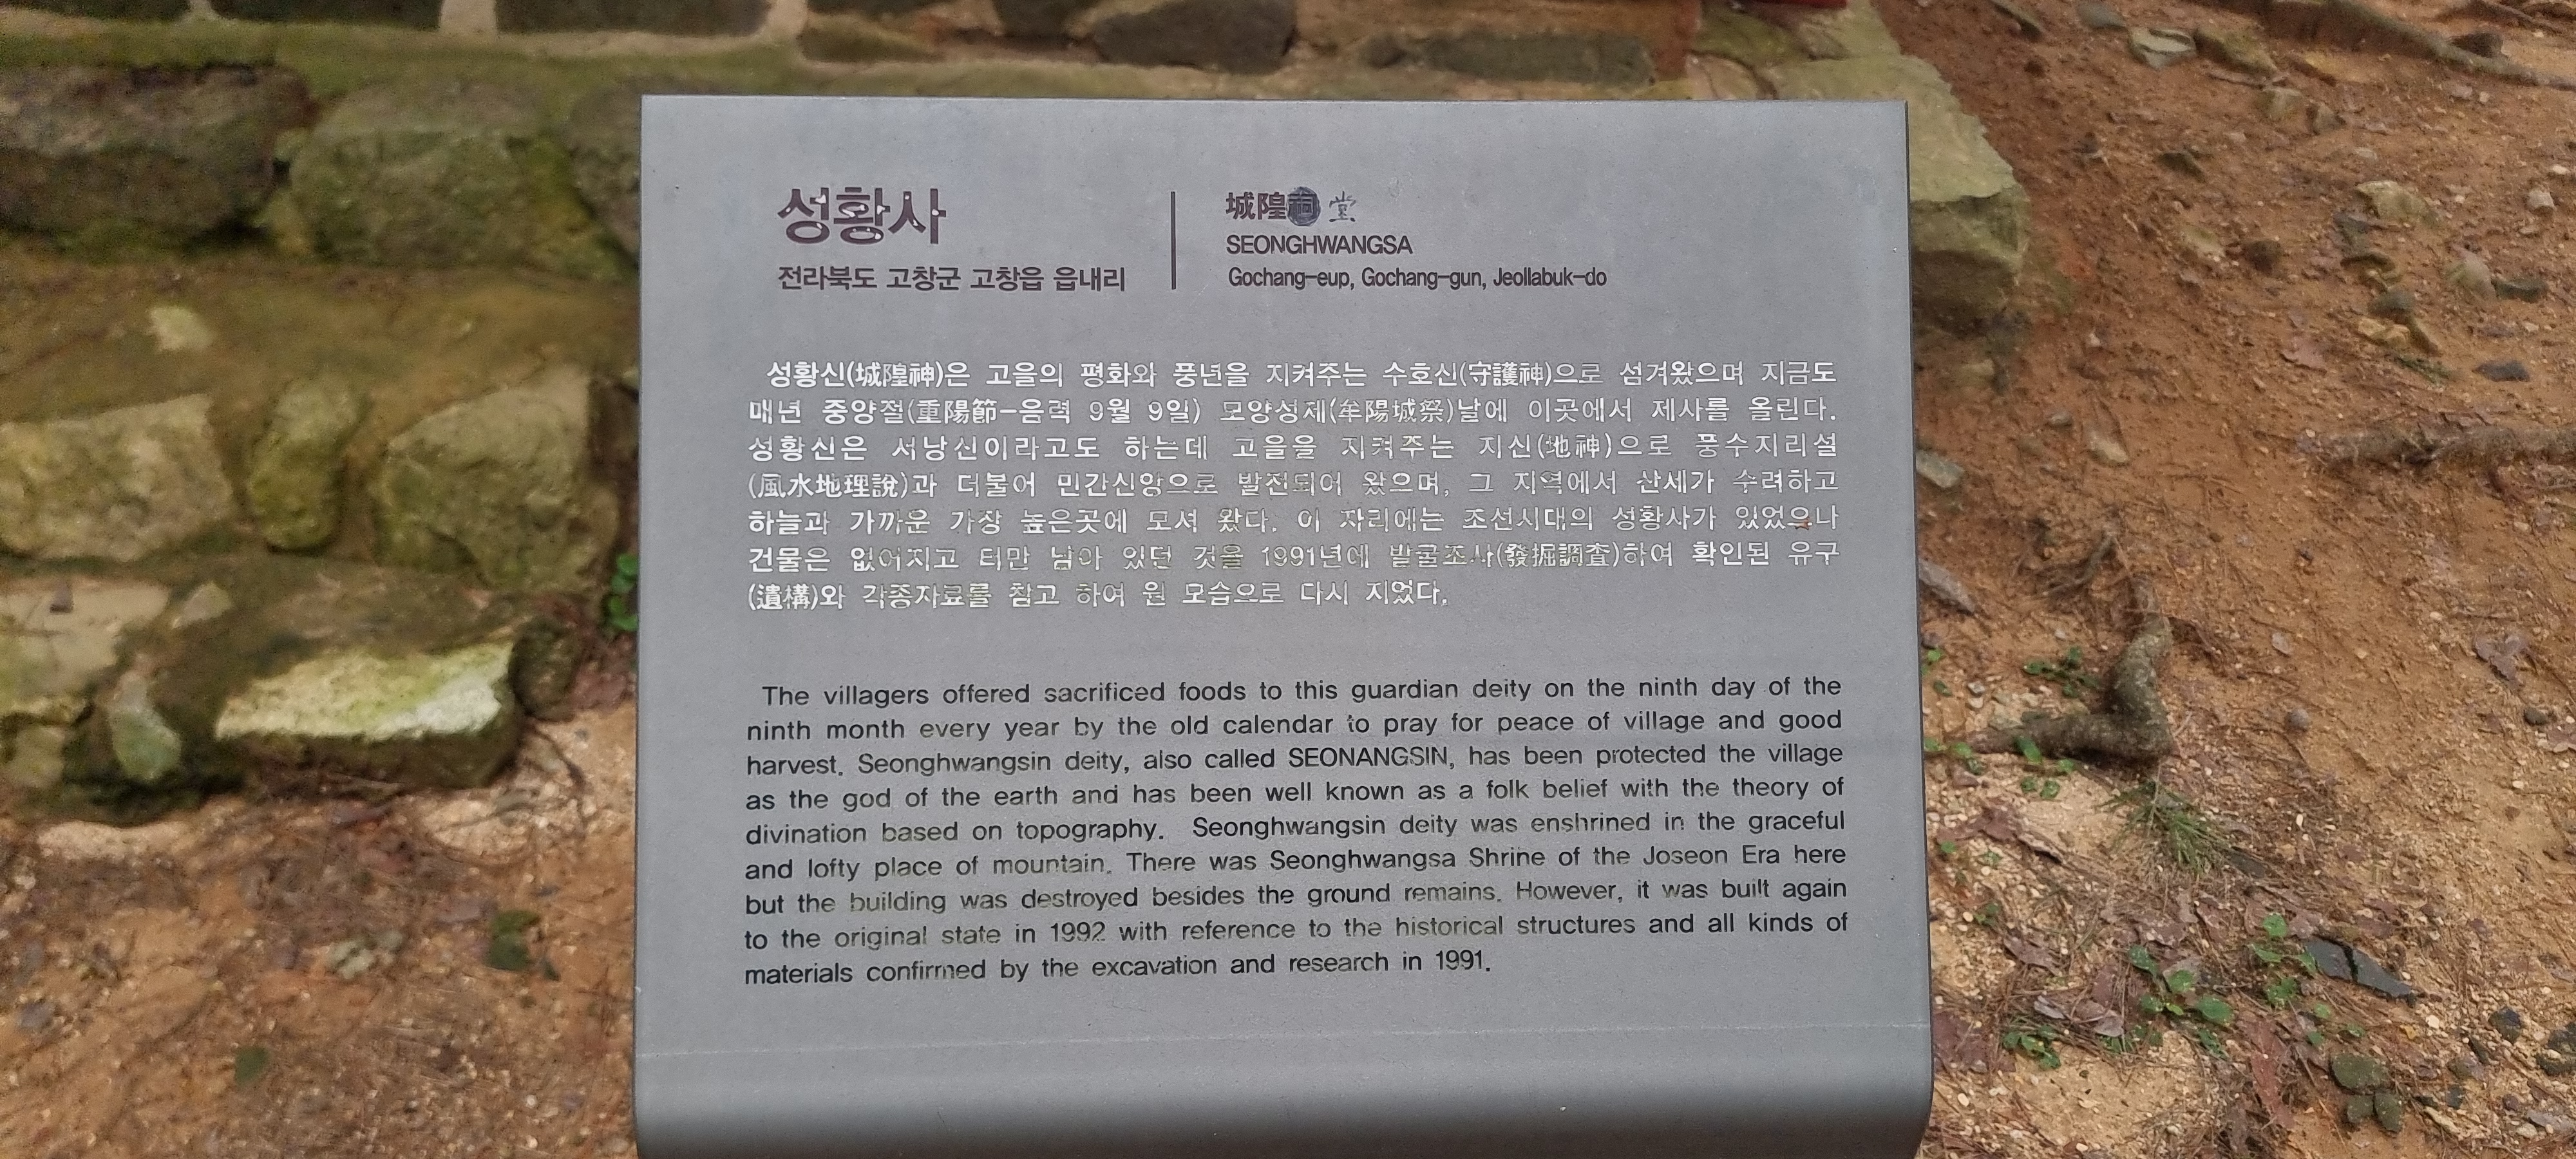 성황사
전라북도 고창군 고창읍 읍내리
城隍祠 堂
SEONGHWANGSA
Gochang-eup, Gochang-gun, Jeollabuk-do
성황신(城隍神)은 고을의 평화와 풍년을 지켜주는 수호신(守護神)으로 섬겨왔으며 지금도
매년 중양절(重陽節-음력 9월 9일) 모양성제(牟陽城祭)날에 이곳에서 제사를 올린다.
성황신은 서낭신이라고도 하는데 고을을 지켜주는 지신(地神)으로 풍수지리설
(風水地理說)과 더불어 민간신앙으로 발전되어 왔으며, 그 지역에서 산세가 수려하고
하늘과 가까운 가장 높은곳에 모셔 왔다. 이 자리에는 조선시대의 성황사가 있었으나
건물은 없어지고 터만 남아 있던 것을 1991년에 발굴조사(發掘調査)하여 확인된 유구
(遺構)와 각종자료를 참고 하여 원 모습으로 다시 지었다.
The villagers offered sacrificed foods to this guardian deity on the ninth day of the
ninth month every year by the old calendar to pray for peace of village and good
harvest. Seonghwangsin deity, also called SEONANGSIN, has been protected the village
as the god of the earth and has been well known as a folk belief with the theory of
divination based on topography. Seonghwangsin deity was enshrined in the graceful
and lofty place of mountain. There was Seonghwangsa Shrine of the Joseon Era here
but the building was destroyed besides the ground remains. However, it was built again
to the original state in 1992 with reference to the historical structures and all kinds of
materials confirmed by the excavation and research in 1991.